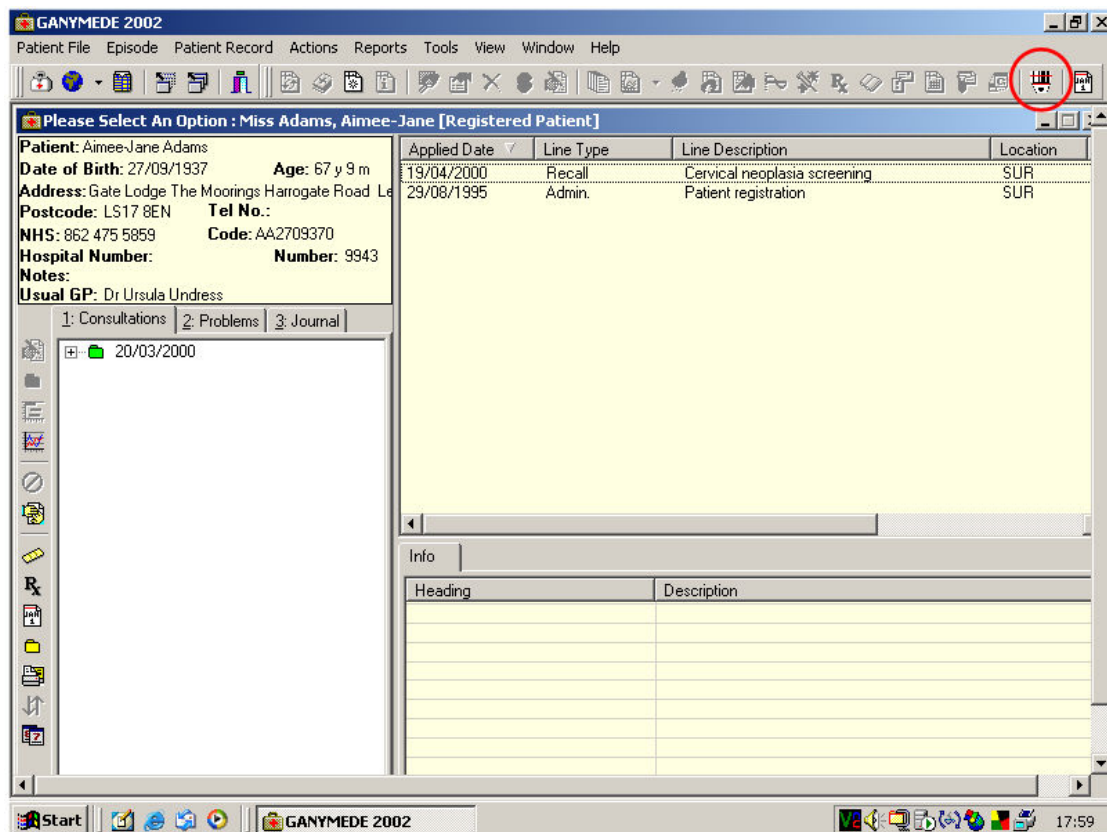 GANYMEDE 2002
Patient File Episode Patient Record Actions Reports Tools View Window Help
Please Select An Option : Miss Adams, Aimee-Jane [Registered Patient]
Patient: Aimee-Jane Adams
Date of Birth: 27/09/1937 Age: 67 y 9 m
Address: Gate Lodge The Moorings Harrogate Road Le
Postcode: LS17 8EN Tel No.:
NHS: 862 475 5859 Code: AA2709370
Hospital Number: Number: 9943
Notes:
Usual GP: Dr Ursula Undress
Applied Date Line Type Line Description Location
19/04/2000 Recall Cervical neoplasia screening SUR
29/08/1995 Admin. Patient registration SUR
1: Consultations 2: Problems 3: Journal
20/03/2000
Info
Heading Description
Start GANYMEDE 2002 17:59